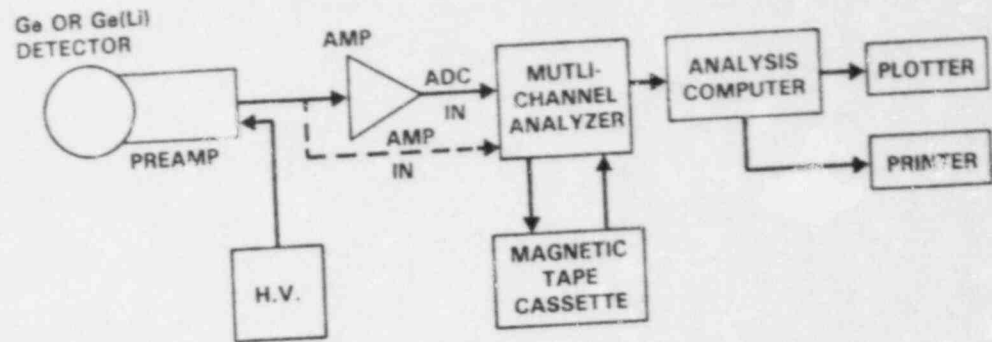 Ge OR Ge(Li)
DETECTOR
PREAMP
H.V.
AMP
ADC
IN
AMP
IN
MUTLI-
CHANNEL
ANALYZER
MAGNETIC
TAPE
CASSETTE
ANALYSIS
COMPUTER
PLOTTER
PRINTER